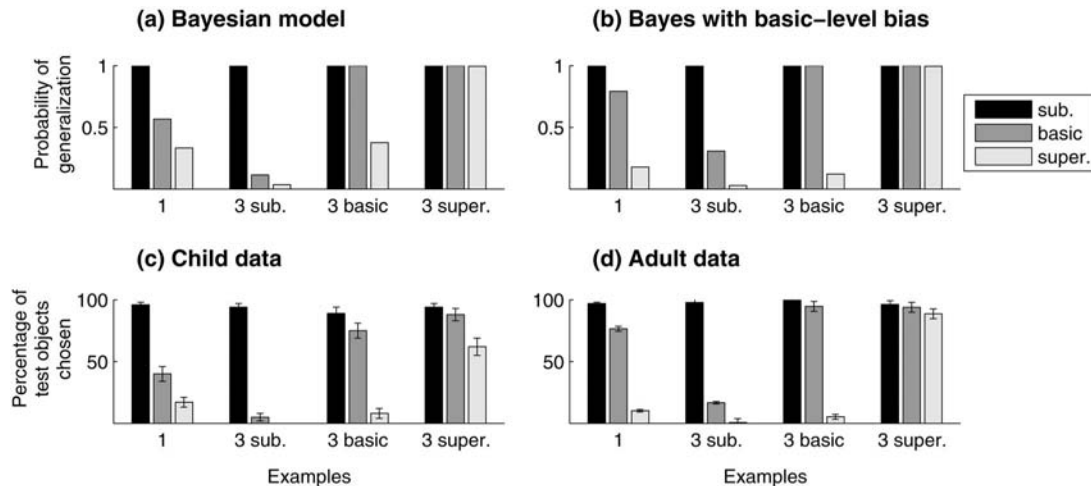 (a) Bayesian model
(b) Bayes with basic−level bias
Probability of
generalization
1
0.5
1 3 sub. 3 basic 3 super.
1
0.5
1 3 sub. 3 basic 3 super.
sub.
basic
super.
(c) Child data
(d) Adult data
Percentage of
test objects
chosen
100
50
1 3 sub. 3 basic 3 super.
Examples
100
50
1 3 sub. 3 basic 3 super.
Examples